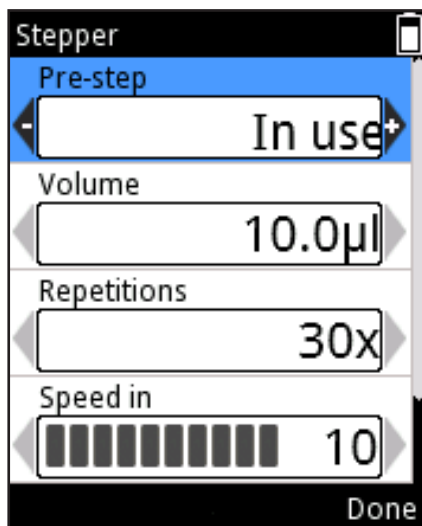 Stepper
Pre-step
- In use +
Volume
10.0µl
Repetitions
30x
Speed in
10
Done